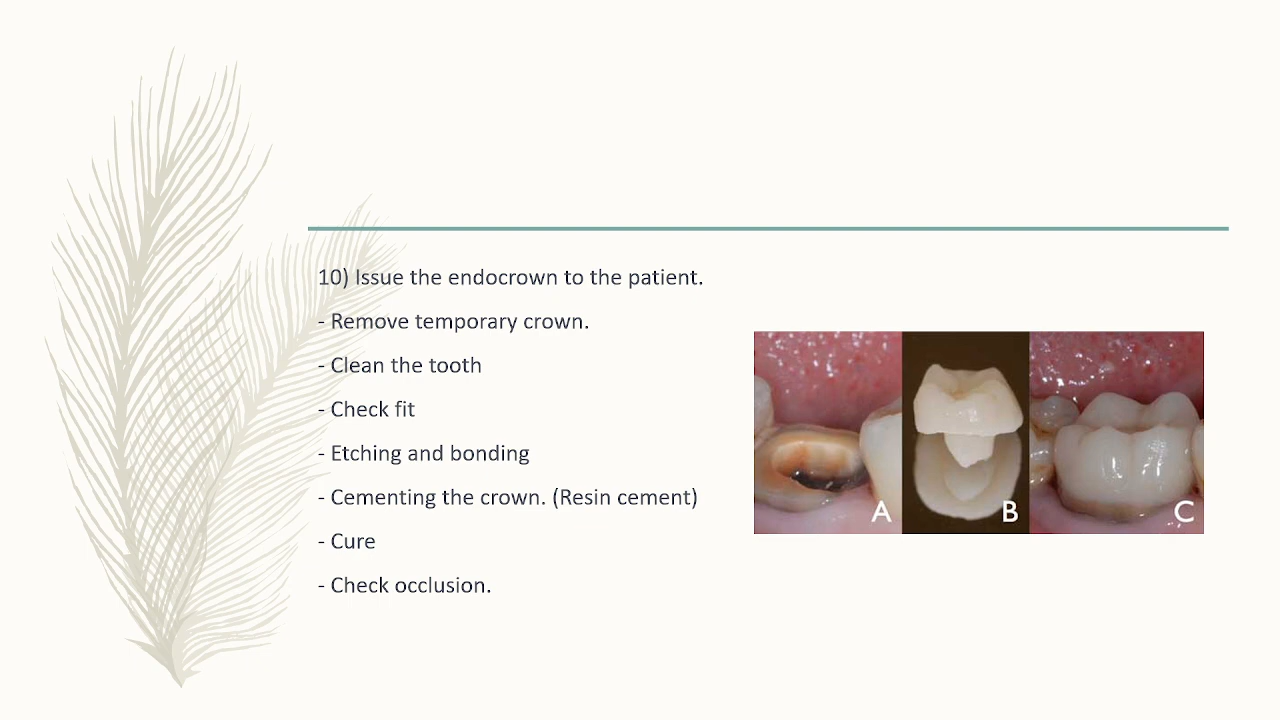 10) Issue the endocrown to the patient.
- Remove temporary crown.
- Clean the tooth
- Check fit
- Etching and bonding
- Cementing the crown. (Resin cement)
- Cure
- Check occlusion.
A B C